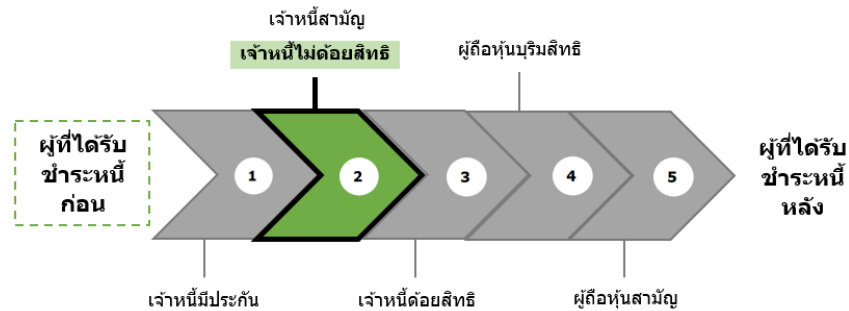 เจ้าหนี้สามัญ
เจ้าหนี้ไม่ด้อยสิทธิ
ผู้ถือหุ้นบุริมสิทธิ
ผู้ที่ได้รับ
ชำระหนี้
ก่อน
1
2
3
4
5
ผู้ที่ได้รับ
ชำระหนี้
หลัง
เจ้าหนี้มีประกัน
เจ้าหนี้ด้อยสิทธิ
ผู้ถือหุ้นสามัญ